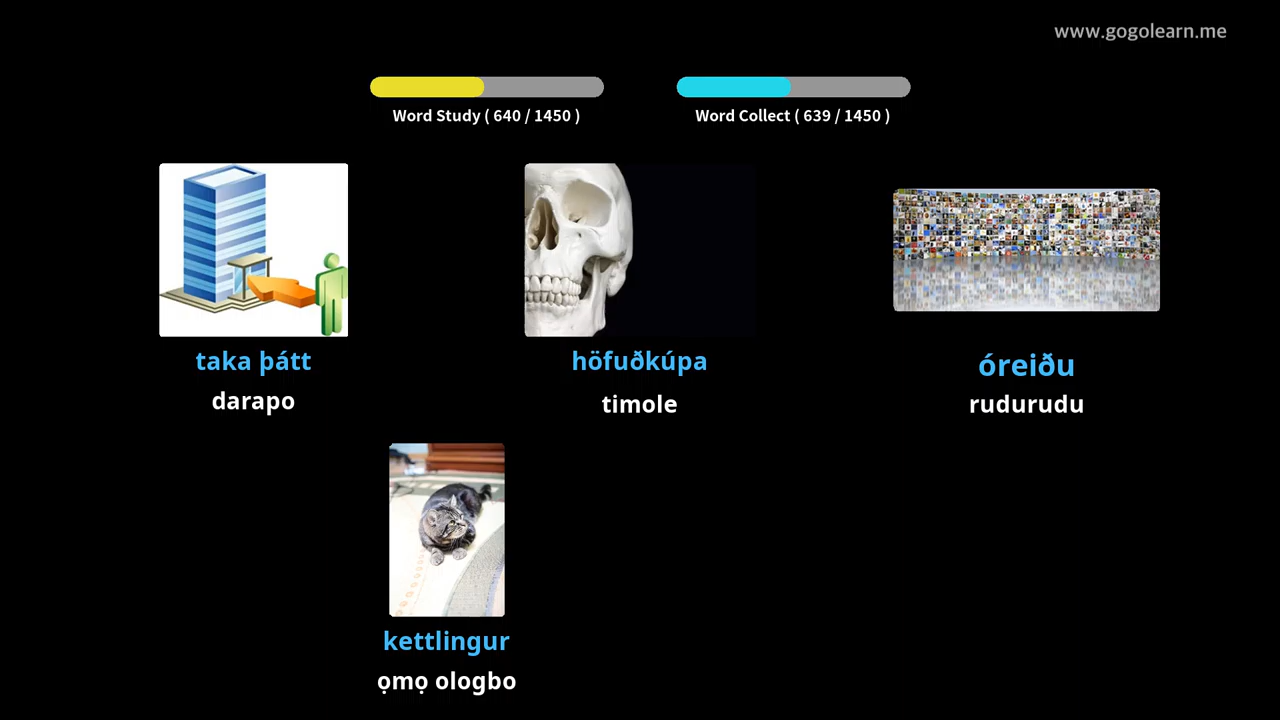 www.gogolearn.me
Word Study ( 640 / 1450 )
Word Collect ( 639 / 1450 )
taka þátt
darapo
höfuðkúpa
timole
óreiðu
rudurudu
kettlingur
ọmọ ologbo